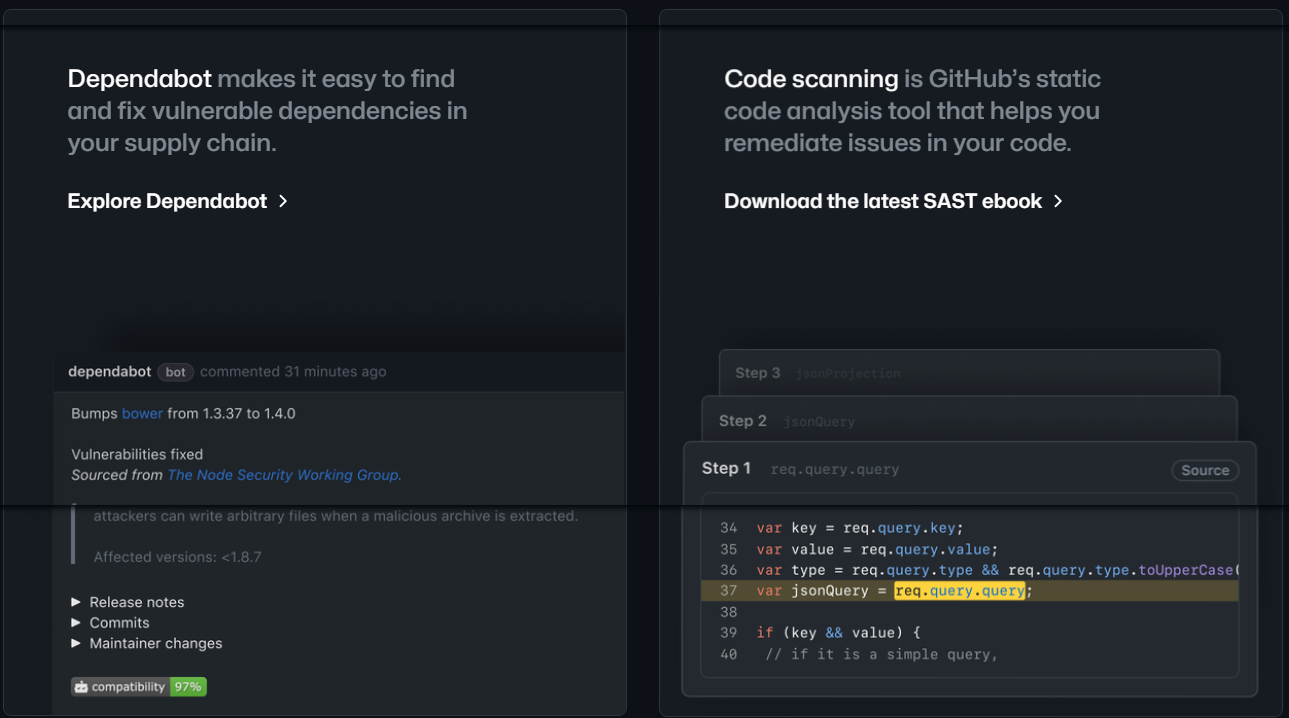 Dependabot makes it easy to find
and fix vulnerable dependencies in
your supply chain.
Explore Dependabot >
dependabot bot commented 31 minutes ago
Bumps bower from 1.3.37 to 1.4.0
Vulnerabilities fixed
Sourced from The Node Security Working Group.
attackers can write arbitrary files when a malicious archive is extracted.
Affected versions: <1.8.7
▶ Release notes
▶ Commits
▶ Maintainer changes
compatibility 97%
Code scanning is GitHub’s static
code analysis tool that helps you
remediate issues in your code.
Download the latest SAST ebook >
Step 3 jsonProjection
Step 2 jsonQuery
Step 1 req.query.query Source
34 var key = req.query.key;
35 var value = req.query.value;
36 var type = req.query.type && req.query.type.toUpperCase(
37 var jsonQuery = req.query.query;
38
39 if (key && value) {
40 // if it is a simple query,